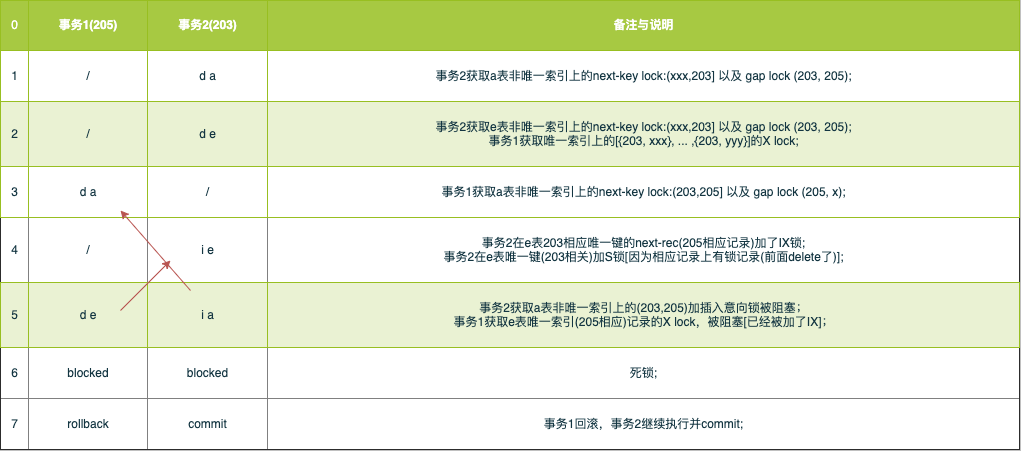 0 事务1(205) 事务2(203) 备注与说明
1 / d a 事务2获取a表非唯一索引上的next-key lock:(xxx,203] 以及 gap lock (203, 205);
2 / d e 事务2获取e表非唯一索引上的next-key lock:(xxx,203] 以及 gap lock (203, 205);
事务1获取唯一索引上的[{203, xxx}, ... ,{203, yyy}]的X lock;
3 d a / 事务1获取a表非唯一索引上的next-key lock:(203,205] 以及 gap lock (205, x);
4 / i e 事务2在e表203相应唯一键的next-rec(205相应记录)加了IX锁;
事务2在e表唯一键(203相关)加S锁[因为相应记录上有锁记录(前面delete了)];
5 d e i a 事务2获取a表非唯一索引上的(203,205)加插入意向锁被阻塞；
事务1获取e表唯一索引(205相应)记录的X lock，被阻塞[已经被加了IX]；
6 blocked blocked 死锁;
7 rollback commit 事务1回滚，事务2继续执行并commit;